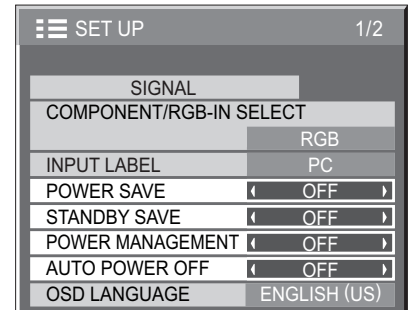 SET UP 1/2
SIGNAL
COMPONENT/RGB-IN SELECT
RGB
INPUT LABEL PC
POWER SAVE OFF
STANDBY SAVE OFF
POWER MANAGEMENT OFF
AUTO POWER OFF OFF
OSD LANGUAGE ENGLISH (US)